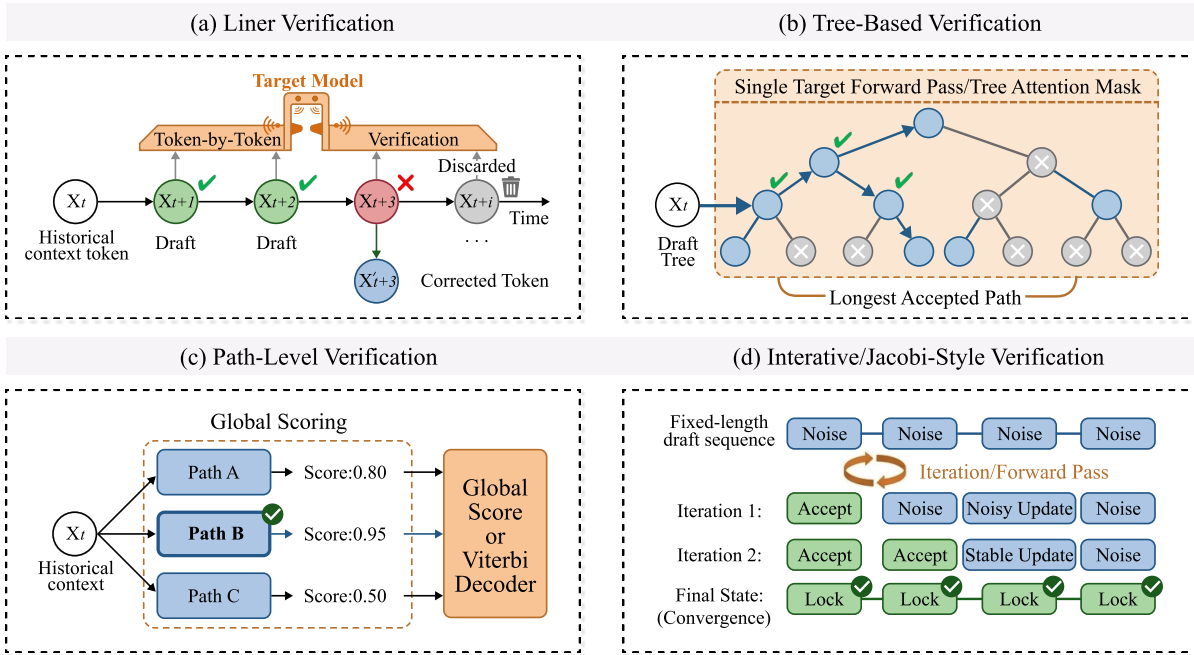 (a) Liner Verification
Target Model
Token-by-Token
Verification
Discarded
Xt
Xt+1
Xt+2
Xt+3
Xt+i
Time
Historical
context token
Draft
Draft
. . .
X′t+3
Corrected Token
(b) Tree-Based Verification
Single Target Forward Pass/Tree Attention Mask
Xt
Draft
Tree
Longest Accepted Path
(c) Path-Level Verification
Global Scoring
Path A
Score:0.80
Xt
Historical
context
Path B
Score:0.95
Path C
Score:0.50
Global
Score
or
Viterbi
Decoder
(d) Interative/Jacobi-Style Verification
Fixed-length
draft sequence
Noise
Noise
Noise
Noise
Iteration/Forward Pass
Iteration 1:
Accept
Noise
Noisy Update
Noise
Iteration 2:
Accept
Accept
Stable Update
Noise
Final State:
(Convergence)
Lock
Lock
Lock
Lock